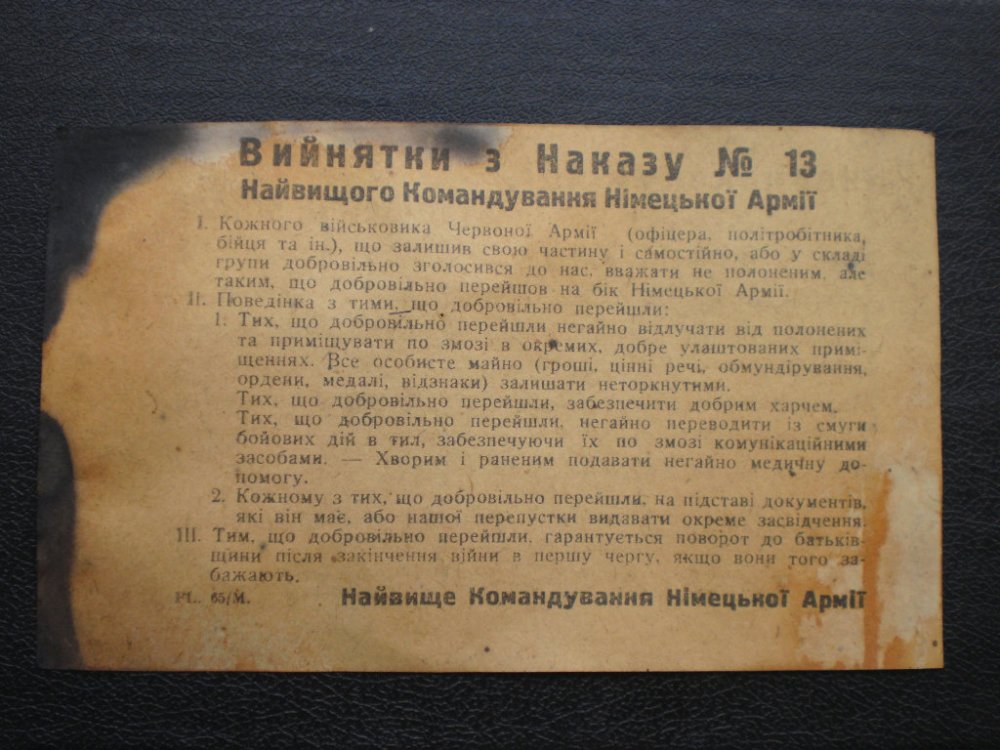 Вийнятки з Наказу № 13
Найвищого Командування Німецької Армії
I. Кожного військовика Червоної Армії (офіцера, політробітника,
бійця та ін.), що залишив свою частину і самостійно, або у складі
групи добровільно зголосився до нас, вважати не полоненим, але
таким, що добровільно перейшов на бік Німецької Армії.
II. Поведінка з тими, що добровільно перейшли:
1. Тих, що добровільно перейшли негайно відлучати від полонених
та приміщувати по змозі в окремих, добре улаштованих примі-
щеннях. Все особисте майно (гроші, цінні речі, обмундірування,
ордени, медалі, відзнаки) залишати неторкнутими.
Тих, що добровільно перейшли, забезпечити добрим харчем.
Тих, що добровільно перейшли, негайно переводити із смуги
бойових дій в тил, забезпечуючи їх по змозі комунікаційними
засобами. — Хворим і раненим подавати негайно медичну до-
помогу.
2. Кожному з тих, що добровільно перейшли, на підставі документів,
які він має, або нашої перепустки видавати окреме засвідчення.
III. Тим, що добровільно перейшли, гарантується поворот до батьків-
щини після закінчення війни в першу чергу, якщо вони того за-
бажають.
65/M.
Найвище Командування Німецької Армії